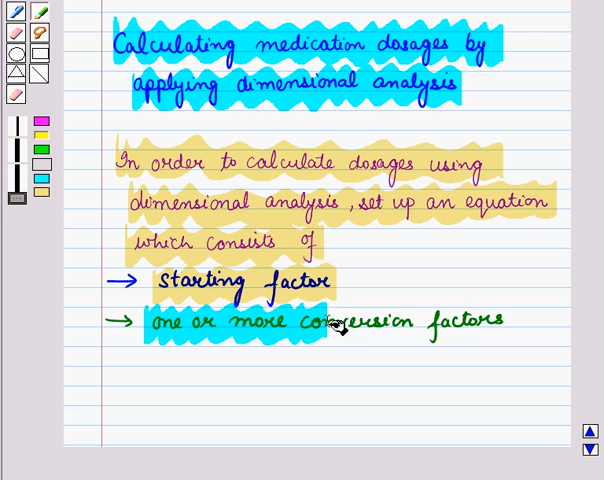 Calculating medication dosages by
applying dimensional analysis
In order to calculate dosages using
dimensional analysis, set up an equation
which consists of
→ starting factor
→ one or more conversion factors